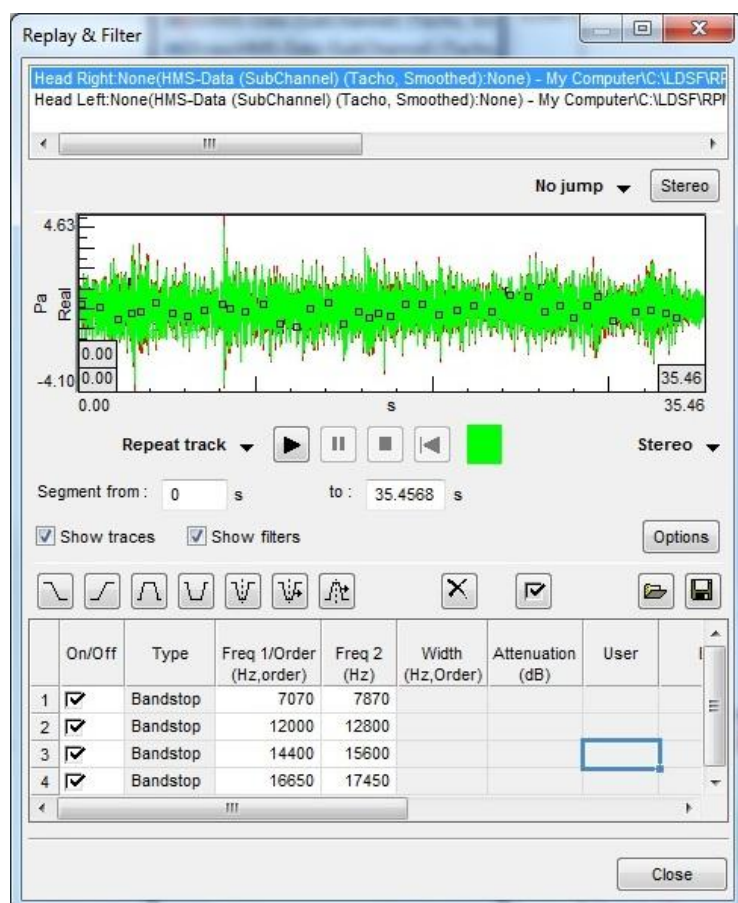 Replay & Filter
Head Right:None(HMS-Data (SubChannel) (Tacho, Smoothed):None) - My Computer\C:\LDSF\RP
Head Left:None(HMS-Data (SubChannel) (Tacho, Smoothed):None) - My Computer\C:\LDSF\RPI
No jump Stereo
4.63
Pa
Real
0.00
-4.10 0.00 35.46
0.00 s 35.46
Repeat track Stereo
Segment from : 0 s to : 35.4568 s
Show traces Show filters Options
On/Off Type Freq 1/Order (Hz,order) Freq 2 (Hz) Width (Hz,Order) Attenuation (dB) User
1 Bandstop 7070 7870
2 Bandstop 12000 12800
3 Bandstop 14400 15600
4 Bandstop 16650 17450
Close